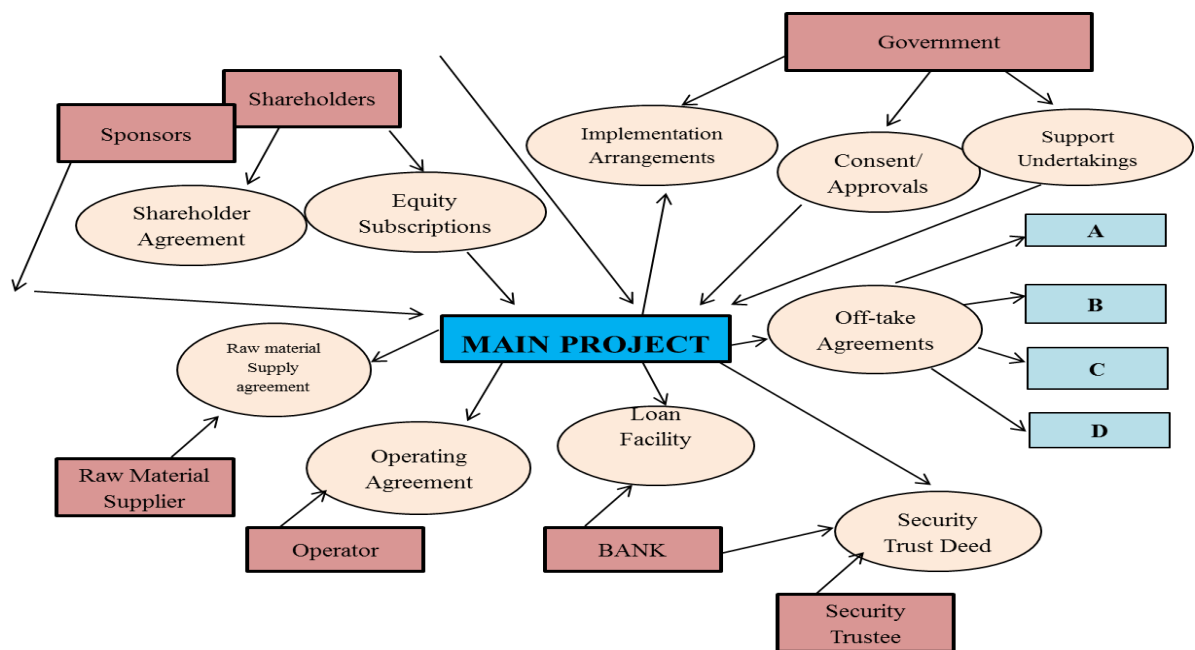 Government
Shareholders
Sponsors
Implementation
Arrangements
Consent/
Approvals
Support
Undertakings
Shareholder
Agreement
Equity
Subscriptions
A
B
C
D
Off-take
Agreements
MAIN PROJECT
Raw material
Supply
agreement
Loan
Facility
Operating
Agreement
Raw Material
Supplier
Operator
BANK
Security
Trust Deed
Security
Trustee